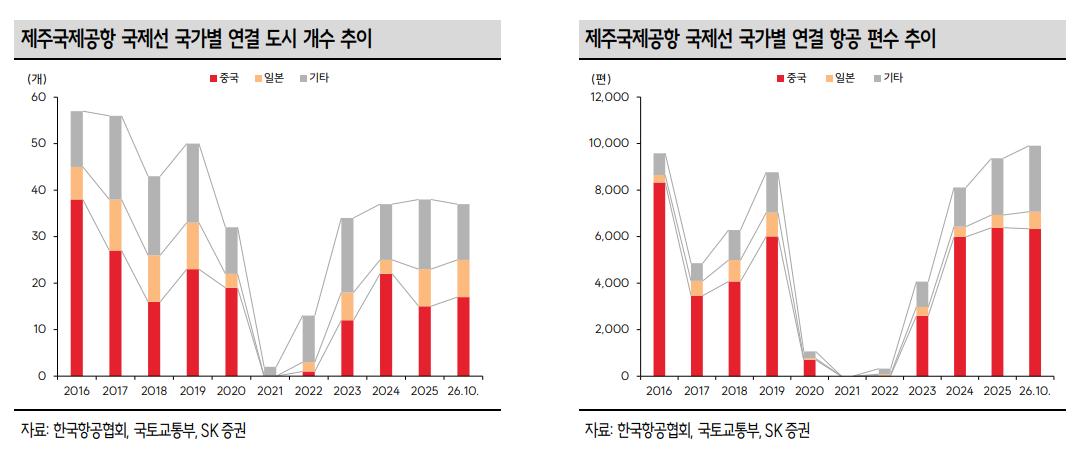 제주국제공항 국제선 국가별 연결 도시 개수 추이
(개)
중국 일본 기타
60
50
40
30
20
10
0
2016 2017 2018 2019 2020 2021 2022 2023 2024 2025 26.10.
자료: 한국항공협회, 국토교통부, SK 증권
제주국제공항 국제선 국가별 연결 항공 편수 추이
(편)
중국 일본 기타
12,000
10,000
8,000
6,000
4,000
2,000
0
2016 2017 2018 2019 2020 2021 2022 2023 2024 2025 26.10.
자료: 한국항공협회, 국토교통부, SK 증권